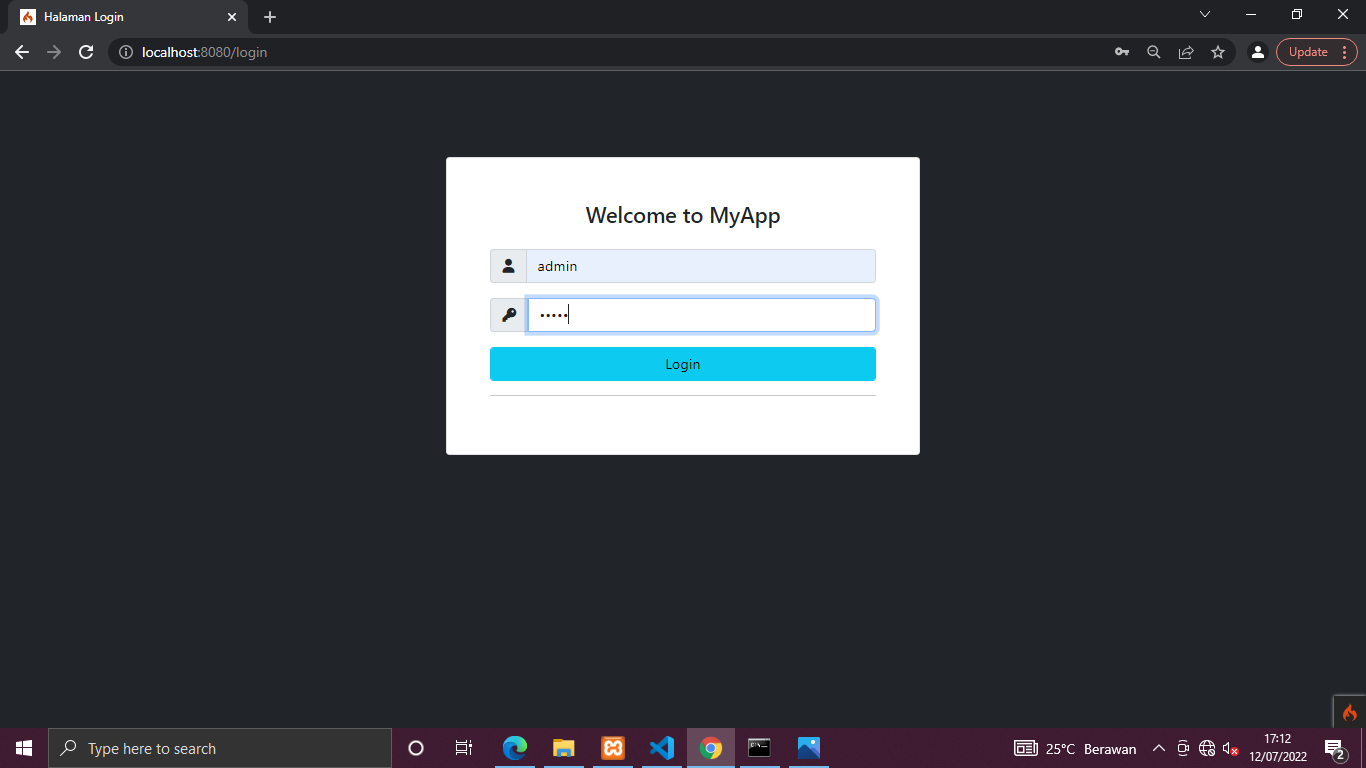 Halaman Login
localhost:8080/login
Update
Welcome to MyApp
admin
•••••
Login
Type here to search
25°C Berawan
17:12
12/07/2022
2